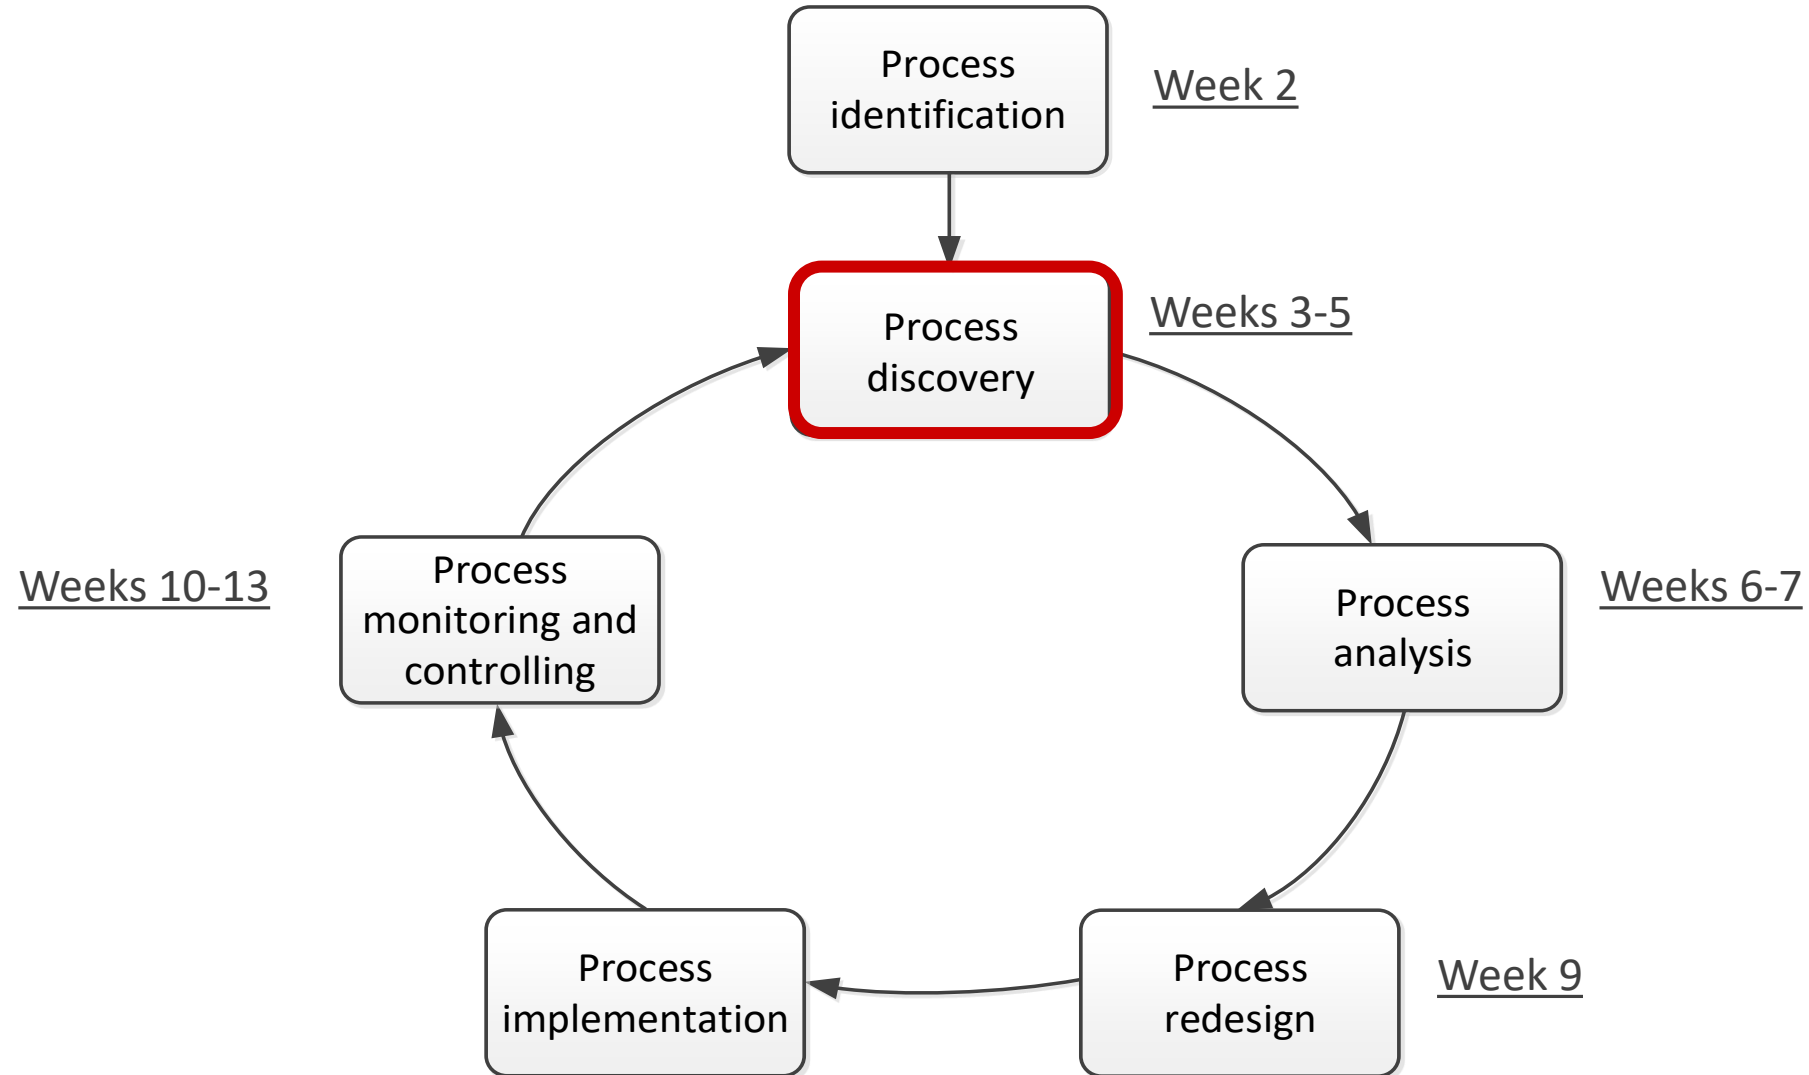 Process
identification
Week 2
Process
discovery
Weeks 3-5
Process
analysis
Weeks 6-7
Process
redesign
Week 9
Process
implementation
Process
monitoring and
controlling
Weeks 10-13